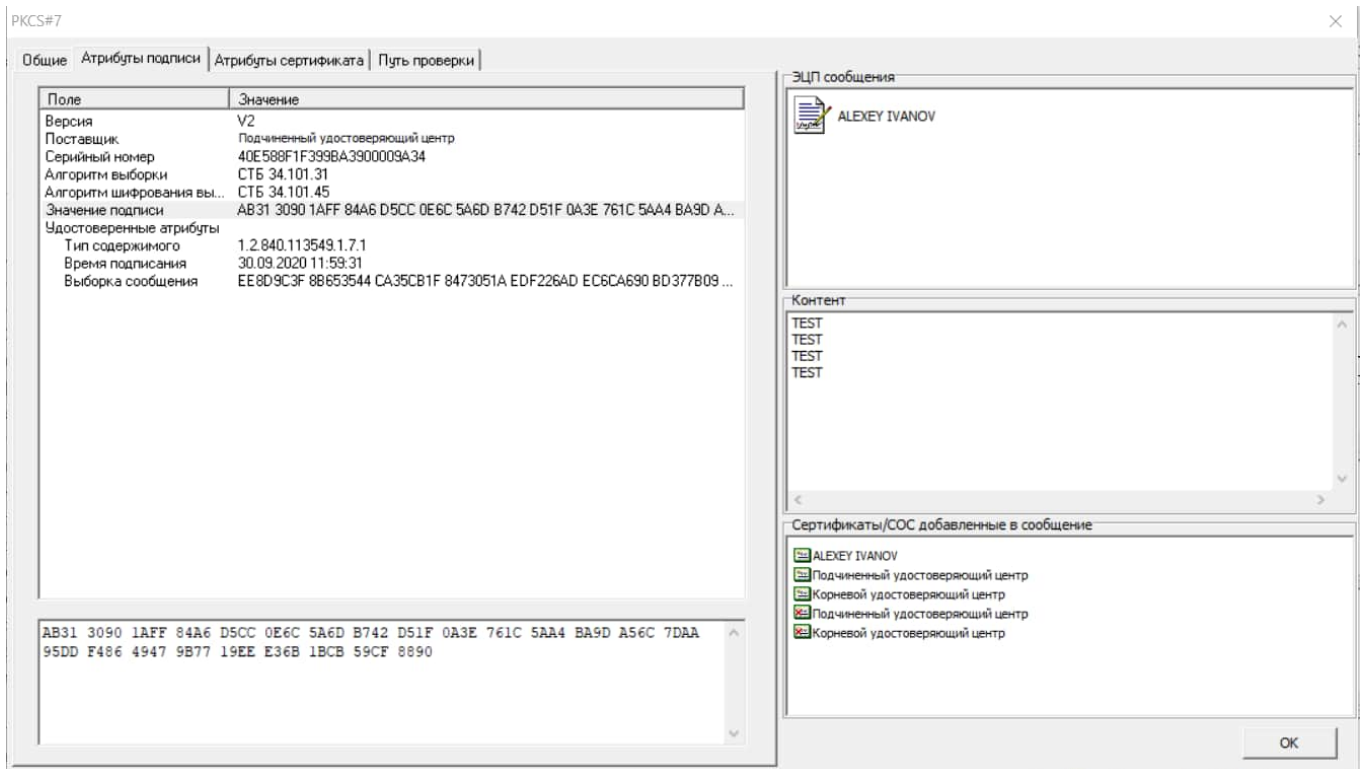 PKCS#7
Общие Атрибуты подписи Атрибуты сертификата Путь проверки
Поле Значение
Версия V2
Поставщик Подчиненный удостоверяющий центр
Серийный номер 40E588F1F399BA3900009A34
Алгоритм выборки СТБ 34.101.31
Алгоритм шифрования вы... СТБ 34.101.45
Значение подписи AB31 3090 1AFF 84A6 D5CC 0E6C 5A6D B742 D51F 0A3E 761C 5AA4 BA9D A...
Удостоверенные атрибуты
Тип содержимого 1.2.840.113549.1.7.1
Время подписания 30.09.2020 11:59:31
Выборка сообщения EE8D9C3F 8B653544 CA35CB1F 8473051A EDF226AD EC6CA690 BD377B09 ...
AB31 3090 1AFF 84A6 D5CC 0E6C 5A6D B742 D51F 0A3E 761C 5AA4 BA9D A56C 7DAA
95DD F486 4947 9B77 19EE E36B 1BCB 59CF 8890
ЭЦП сообщения
ALEXEY IVANOV
Контент
TEST
TEST
TEST
TEST
Сертификаты/СОС добавленные в сообщение
ALEXEY IVANOV
Подчиненный удостоверяющий центр
Корневой удостоверяющий центр
Подчиненный удостоверяющий центр
Корневой удостоверяющий центр
OK